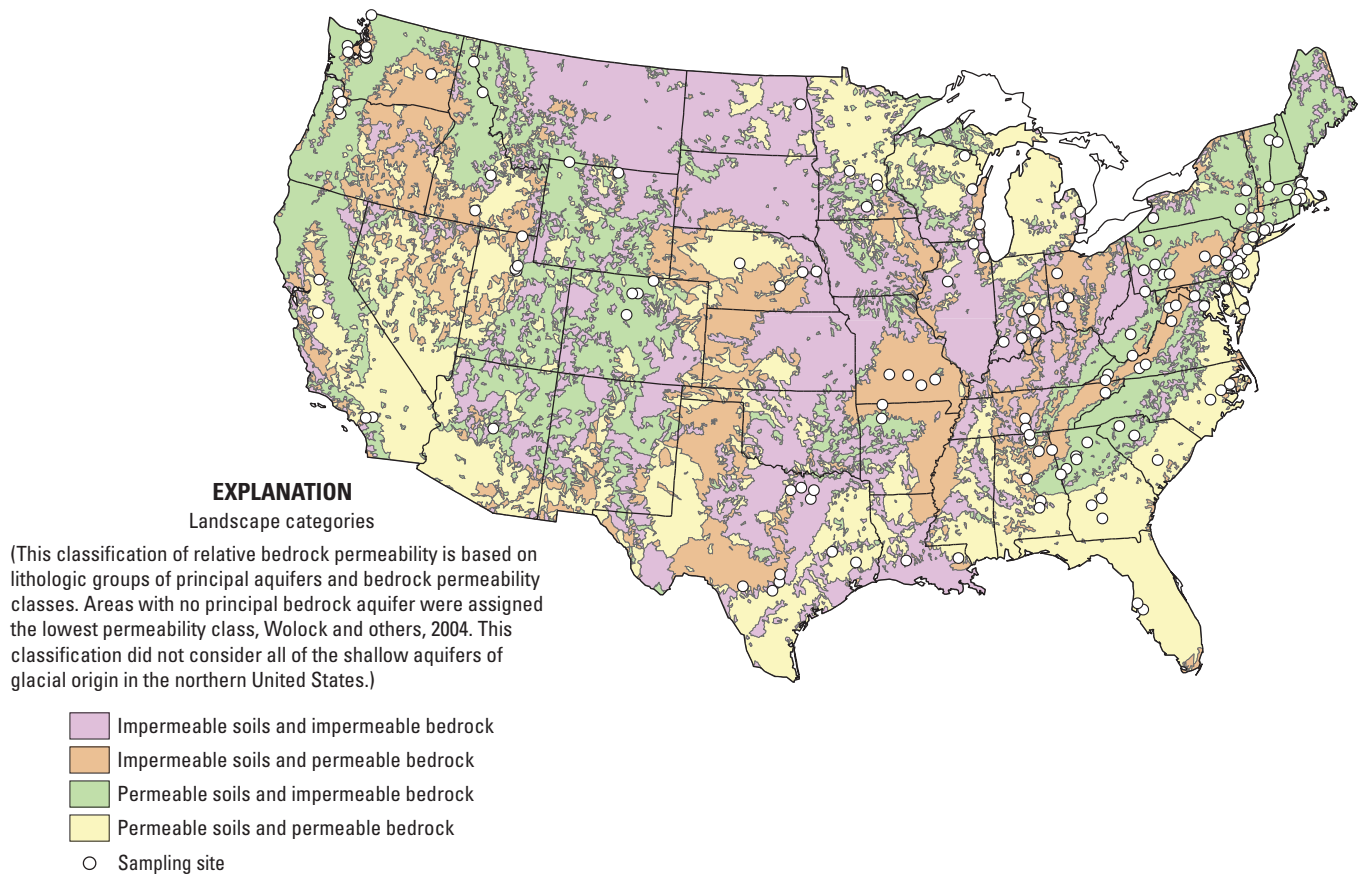 EXPLANATION
Landscape categories
(This classification of relative bedrock permeability is based on
lithologic groups of principal aquifers and bedrock permeability
classes. Areas with no principal bedrock aquifer were assigned
the lowest permeability class, Wolock and others, 2004. This
classification did not consider all of the shallow aquifers of
glacial origin in the northern United States.)
Impermeable soils and impermeable bedrock
Impermeable soils and permeable bedrock
Permeable soils and impermeable bedrock
Permeable soils and permeable bedrock
Sampling site